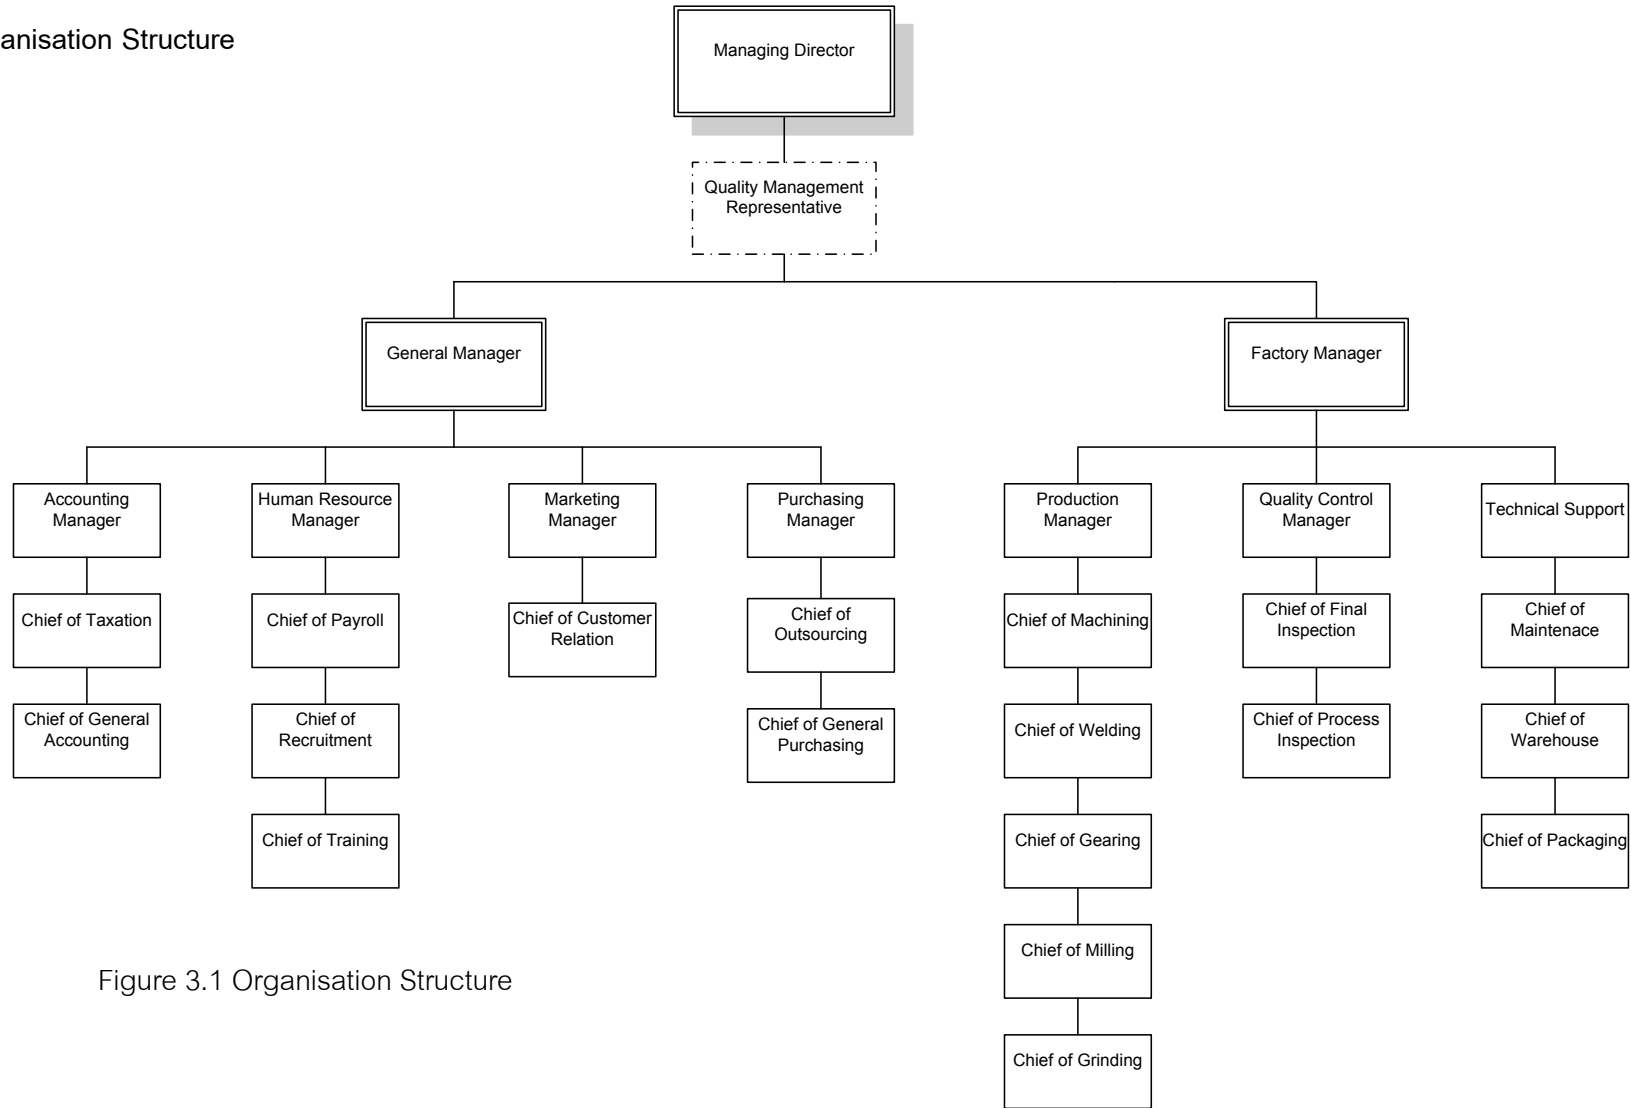 anisation Structure
Managing Director
Quality Management
Representative
General Manager
Factory Manager
Accounting
Manager
Human Resource
Manager
Marketing
Manager
Purchasing
Manager
Production
Manager
Quality Control
Manager
Technical Support
Chief of Taxation
Chief of Payroll
Chief of Customer
Relation
Chief of
Outsourcing
Chief of Machining
Chief of Final
Inspection
Chief of
Maintenace
Chief of General
Accounting
Chief of
Recruitment
Chief of General
Purchasing
Chief of Welding
Chief of Process
Inspection
Chief of
Warehouse
Chief of Training
Chief of Gearing
Chief of Packaging
Chief of Milling
Chief of Grinding
Figure 3.1 Organisation Structure